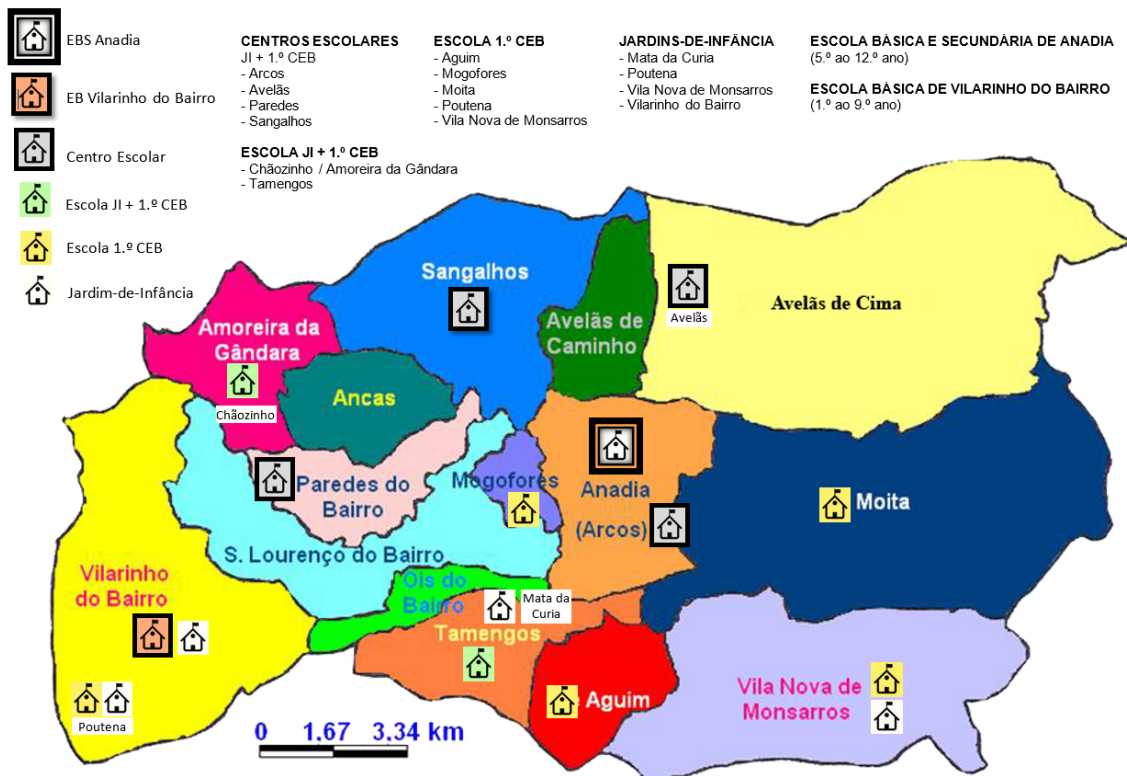 EBS Anadia
EB Vilarinho do Bairro
Centro Escolar
Escola JI + 1.º CEB
Escola 1.º CEB
Jardim-de-Infância
CENTROS ESCOLARES
JI + 1.º CEB
- Arcos
- Avelãs
- Paredes
- Sangalhos
ESCOLA JI + 1.º CEB
- Chãozinho / Amoreira da Gândara
- Tamengos
ESCOLA 1.º CEB
- Aguim
- Mogofores
- Moita
- Poutena
- Vila Nova de Monsarros
JARDINS-DE-INFÂNCIA
- Mata da Curia
- Poutena
- Vila Nova de Monsarros
- Vilarinho do Bairro
ESCOLA BÁSICA E SECUNDÁRIA DE ANADIA
(5.º ao 12.º ano)
ESCOLA BÁSICA DE VILARINHO DO BAIRRO
(1.º ao 9.º ano)
Sangalhos
Avelãs
Avelãs de Cima
Amoreira da
Gândara
Chãozinho
Avelãs de
Caminho
Ancas
Paredes do
Bairro
Mogofores
Anadia
(Arcos)
Moita
S. Lourenço do Bairro
Vilarinho
do Bairro
Óis do
Bairro
Mata da
Curia
Tamengos
Poutena
Aguim
Vila Nova de
Monsarros
0 1,67 3,34 km